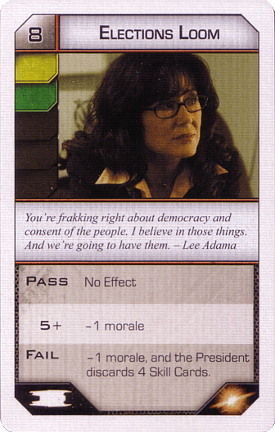 8 Elections Loom
You're frakking right about democracy and
consent of the people. I believe in those things.
And we're going to have them. – Lee Adama
Pass No Effect
5+ -1 morale
Fail -1 morale, and the President
discards 4 Skill Cards.